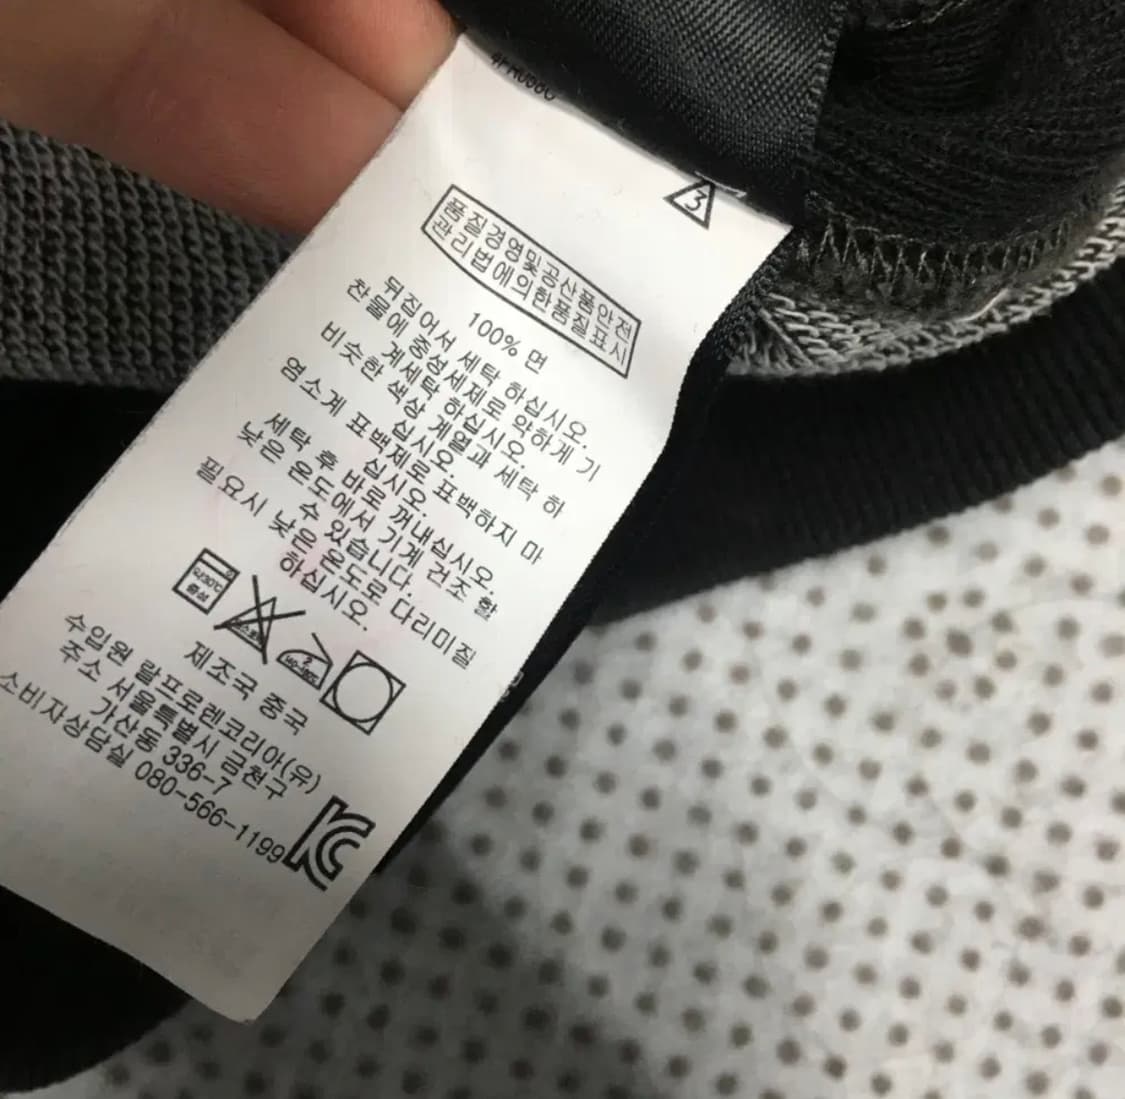 3
품질경영및공산품안전
관리법에의한품질표시
100% 면
뒤집어서 세탁 하십시오.
찬물에 중성세제로 약하게 기
계세탁 하십시오.
비슷한 색상 계열과 세탁 하
십시오.
염소계 표백제로 표백하지 마
십시오.
세탁 후 바로 꺼내십시오.
낮은 온도에서 기계 건조 할
수 있습니다.
필요시 낮은 온도로 다리미질
하십시오.
약30℃
중성
제조국 중국
수입원 랄프로렌코리아(유)
주소 서울특별시 금천구
가산동 336-7
소비자상담실 080-566-1199
KC